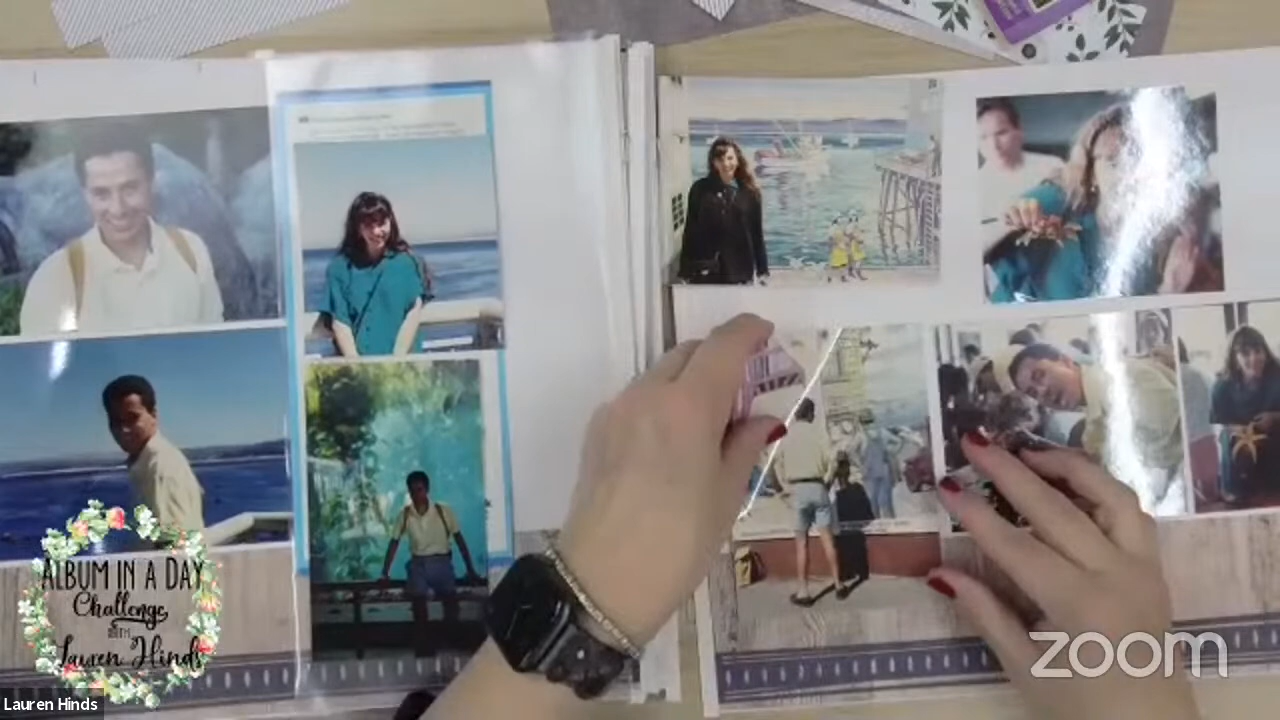 ALBUM IN A DAY
Challenge
WITH
Lauren Hinds
Lauren Hinds
zoom